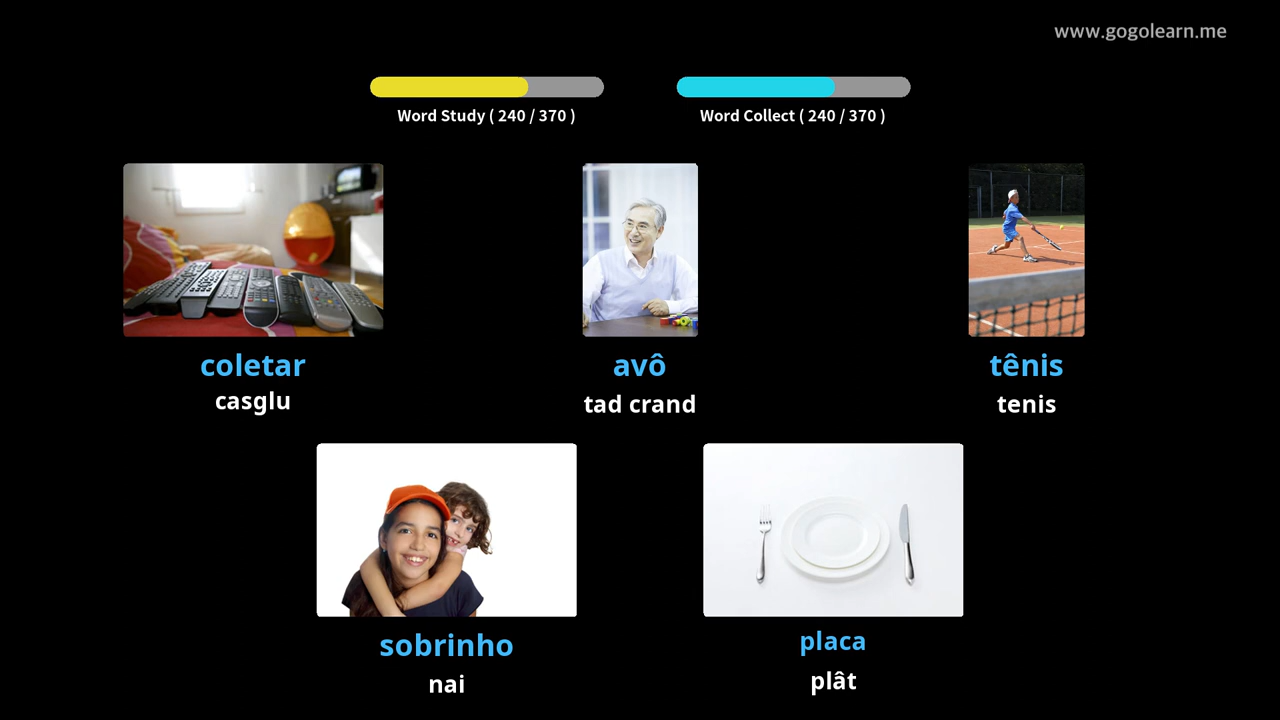 www.gogolearn.me
Word Study ( 240 / 370 )
Word Collect ( 240 / 370 )
coletar
casglu
avô
tad crand
tênis
tenis
sobrinho
nai
placa
plât